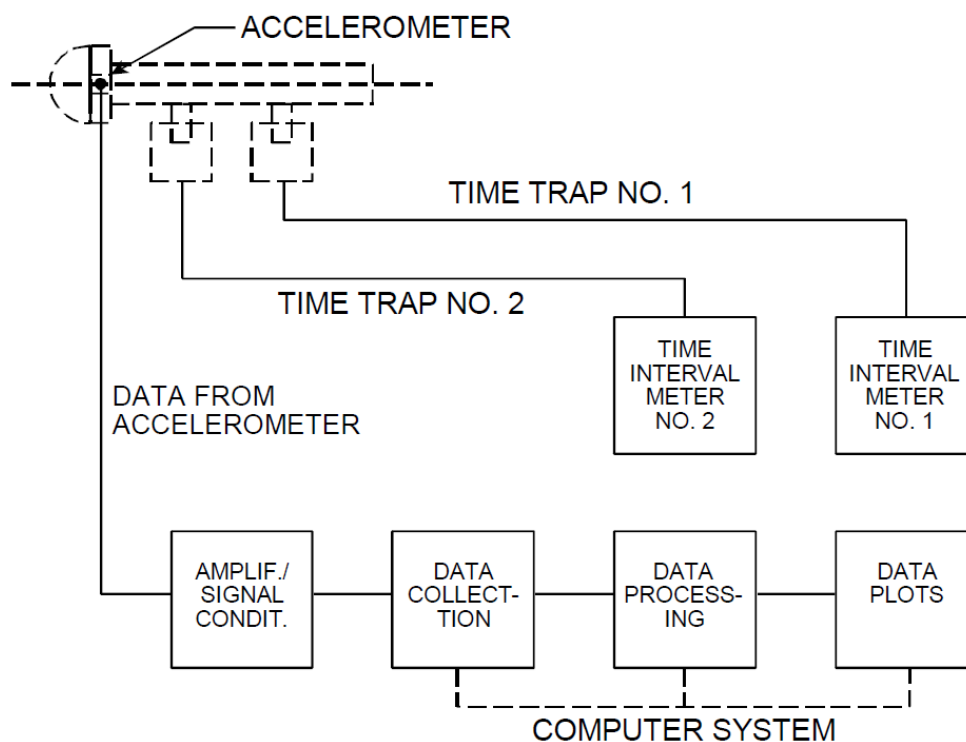 ACCELEROMETER
TIME TRAP NO. 1
TIME TRAP NO. 2
TIME
INTERVAL
METER
NO. 2
TIME
INTERVAL
METER
NO. 1
DATA FROM
ACCELEROMETER
AMPLIF./
SIGNAL
CONDIT.
DATA
COLLECT-
TION
DATA
PROCESS-
ING
DATA
PLOTS
COMPUTER SYSTEM